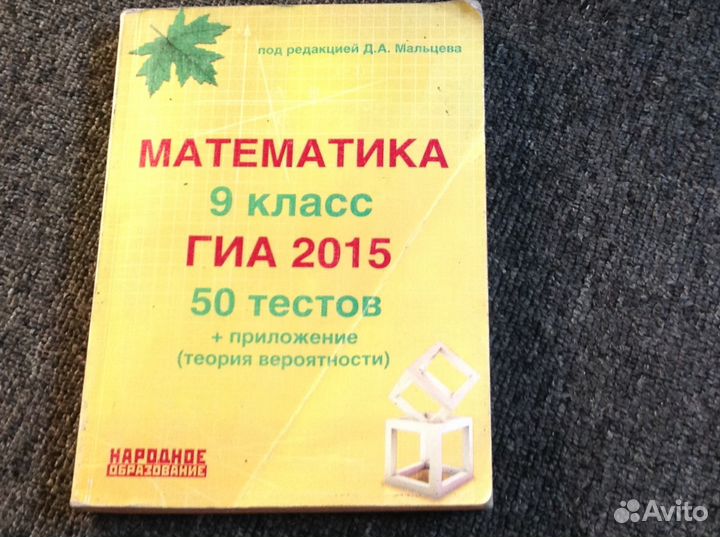 под редакцией Д.А. Мальцева
МАТЕМАТИКА
9 класс
ГИА 2015
50 тестов
+ приложение
(теория вероятности)
НАРОДНОЕ
ОБРАЗОВАНИЕ
Avito